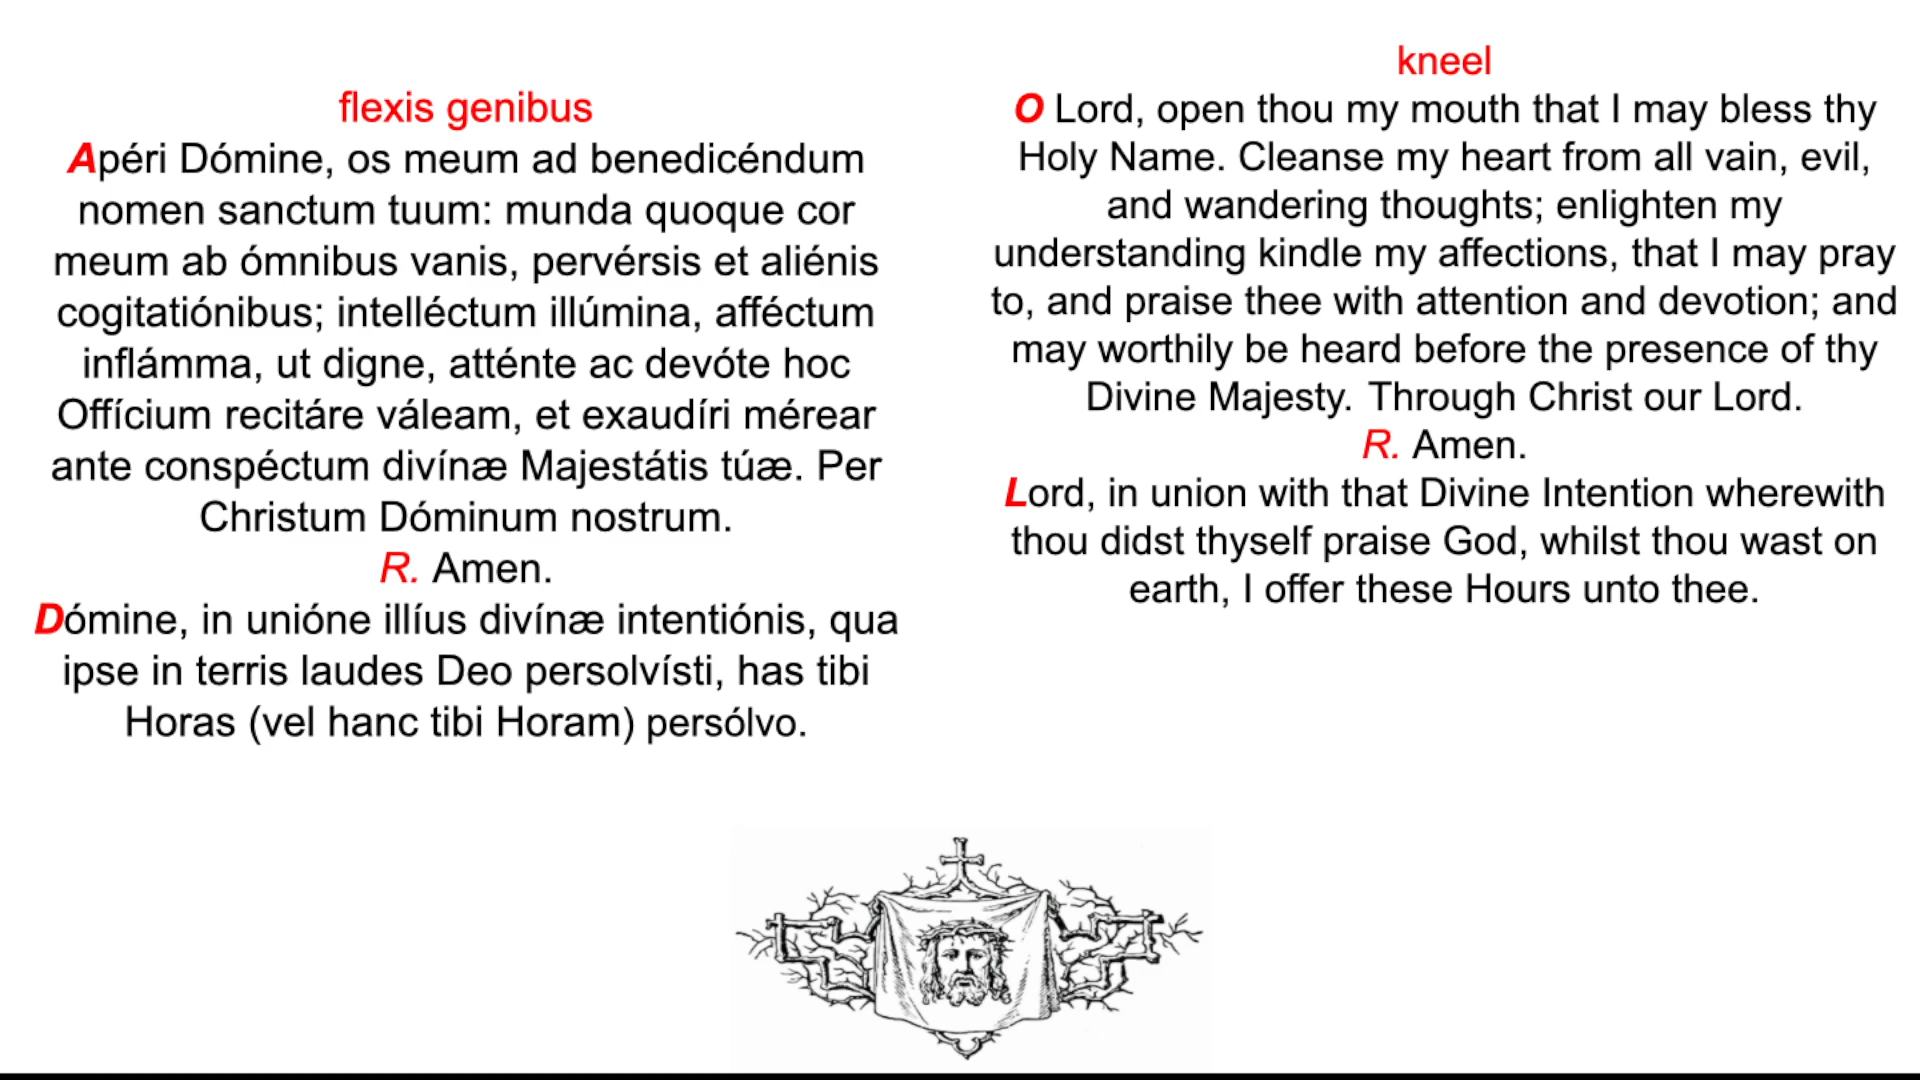 flexis genibus
Apéri Dómine, os meum ad benedicéndum
nomen sanctum tuum: munda quoque cor
meum ab ómnibus vanis, pervérsis et aliénis
cogitatiónibus; intelléctum illúmina, afféctum
inflámma, ut digne, atténte ac devóte hoc
Offícium recitáre váleam, et exaudíri mérear
ante conspéctum divínæ Majestátis túæ. Per
Christum Dóminum nostrum.
R. Amen.
Dómine, in unióne illíus divínæ intentiónis, qua
ipse in terris laudes Deo persolvísti, has tibi
Horas (vel hanc tibi Horam) persólvo.
kneel
O Lord, open thou my mouth that I may bless thy
Holy Name. Cleanse my heart from all vain, evil,
and wandering thoughts; enlighten my
understanding kindle my affections, that I may pray
to, and praise thee with attention and devotion; and
may worthily be heard before the presence of thy
Divine Majesty. Through Christ our Lord.
R. Amen.
Lord, in union with that Divine Intention wherewith
thou didst thyself praise God, whilst thou wast on
earth, I offer these Hours unto thee.